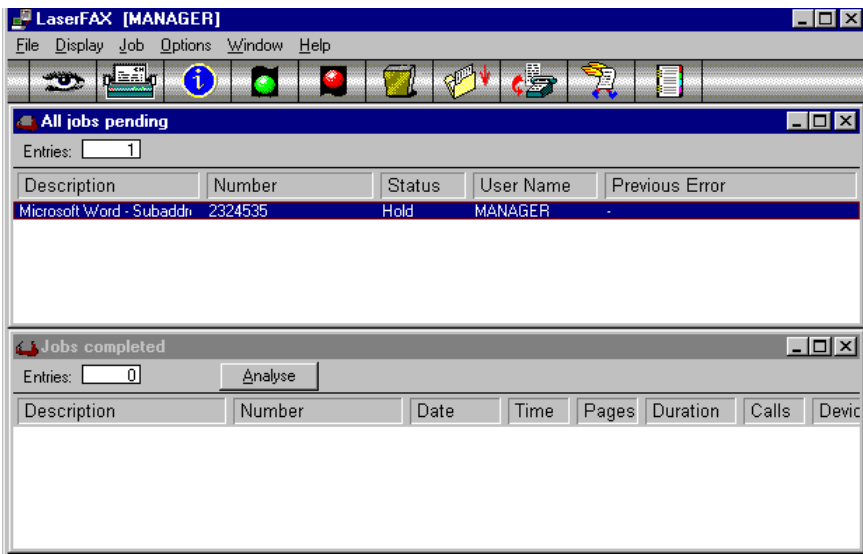 LaserFAX [MANAGER]
File Display Job Options Window Help
All jobs pending
Entries: 1
Description Number Status User Name Previous Error
Microsoft Word - Subaddr 2324535 Hold MANAGER -
Jobs completed
Entries: 0 Analyse
Description Number Date Time Pages Duration Calls Devic